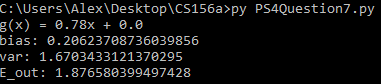 C:\Users\Alex\Desktop\CS156a>py PS4Question7.py
g(x) = 0.78x + 0.0
bias: 0.20623708736039856
var: 1.6703433121370295
E_out: 1.876580399497428